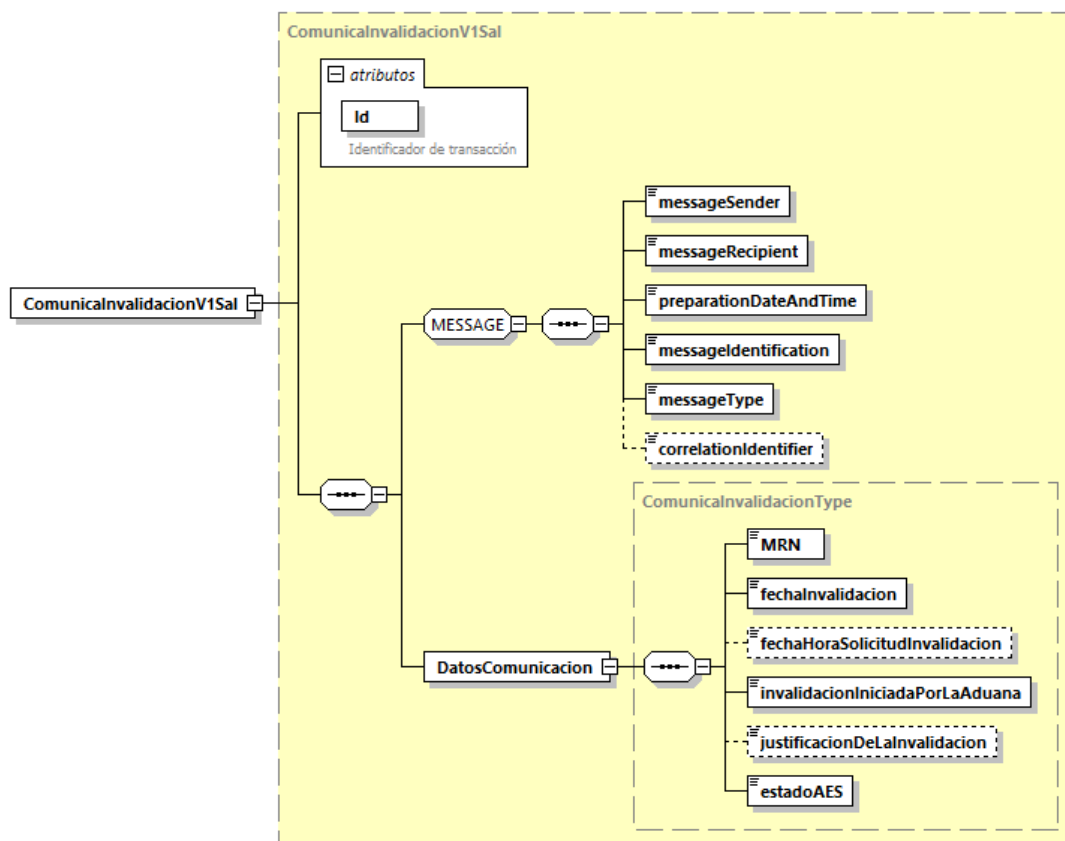 ComunicaInvalidacionV1Sal
atributos
Id
Identificador de transacción
ComunicaInvalidacionV1Sal
MESSAGE
messageSender
messageRecipient
preparationDateAndTime
messageIdentification
messageType
correlationIdentifier
ComunicaInvalidacionType
DatosComunicacion
MRN
fechaInvalidacion
fechaHoraSolicitudInvalidacion
invalidacionIniciadaPorLaAduana
justificacionDeLaInvalidacion
estadoAES